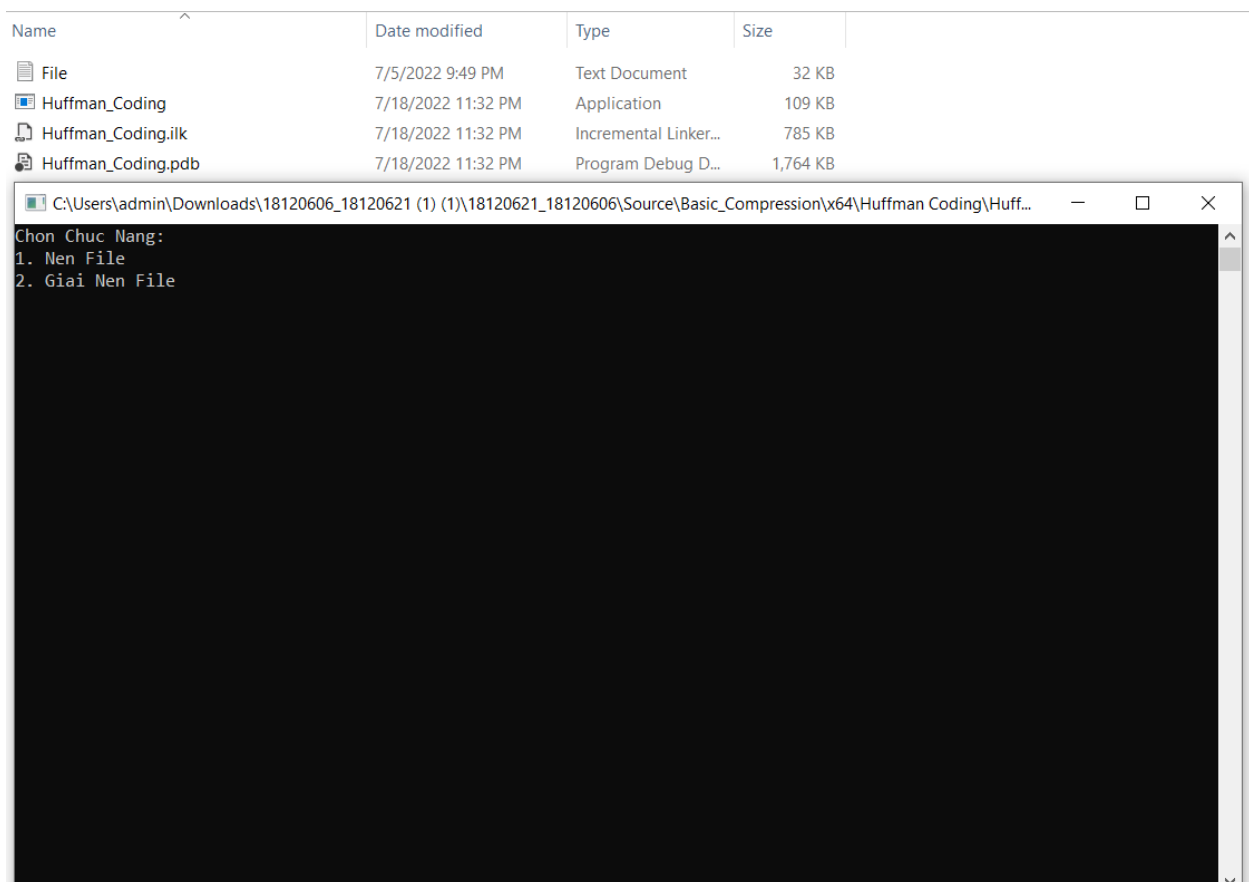 Name Date modified Type Size
File 7/5/2022 9:49 PM Text Document 32 KB
Huffman_Coding 7/18/2022 11:32 PM Application 109 KB
Huffman_Coding.ilk 7/18/2022 11:32 PM Incremental Linker... 785 KB
Huffman_Coding.pdb 7/18/2022 11:32 PM Program Debug D... 1,764 KB
C:\Users\admin\Downloads\18120606_18120621 (1) (1)\18120621_18120606\Source\Basic_Compression\x64\Huffman Coding\Huff...
Chon Chuc Nang:
1. Nen File
2. Giai Nen File